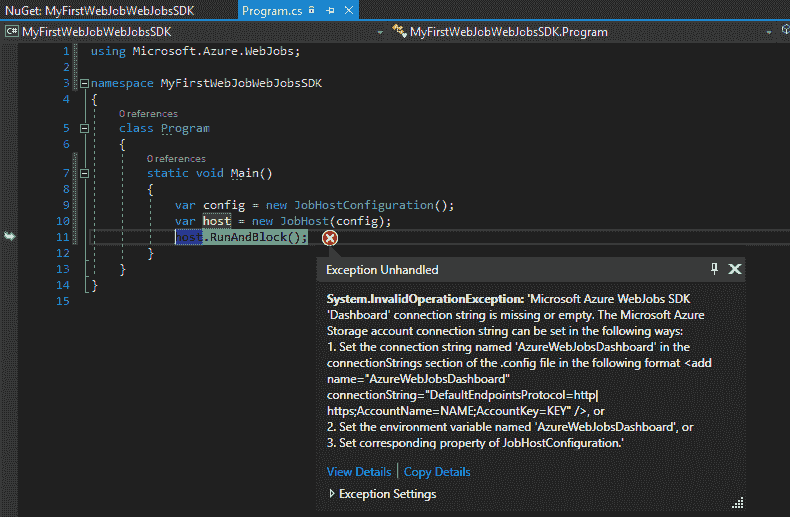 NuGet: MyFirstWebJobWebJobsSDK
Program.cs
C# MyFirstWebJobWebJobsSDK
MyFirstWebJobWebJobsSDK.Program
1 using Microsoft.Azure.WebJobs;
2
3 namespace MyFirstWebJobWebJobsSDK
4 {
0 references
5 class Program
6 {
0 references
7 static void Main()
8 {
9 var config = new JobHostConfiguration();
10 var host = new JobHost(config);
11 host.RunAndBlock();
12 }
13 }
14 }
15
Exception Unhandled
System.InvalidOperationException: 'Microsoft Azure WebJobs SDK
'Dashboard' connection string is missing or empty. The Microsoft Azure
Storage account connection string can be set in the following ways:
1. Set the connection string named 'AzureWebJobsDashboard' in the
connectionStrings section of the .config file in the following format <add
name="AzureWebJobsDashboard"
connectionString="DefaultEndpointsProtocol=http|
https;AccountName=NAME;AccountKey=KEY" />, or
2. Set the environment variable named 'AzureWebJobsDashboard', or
3. Set corresponding property of JobHostConfiguration.'
View Details | Copy Details
Exception Settings